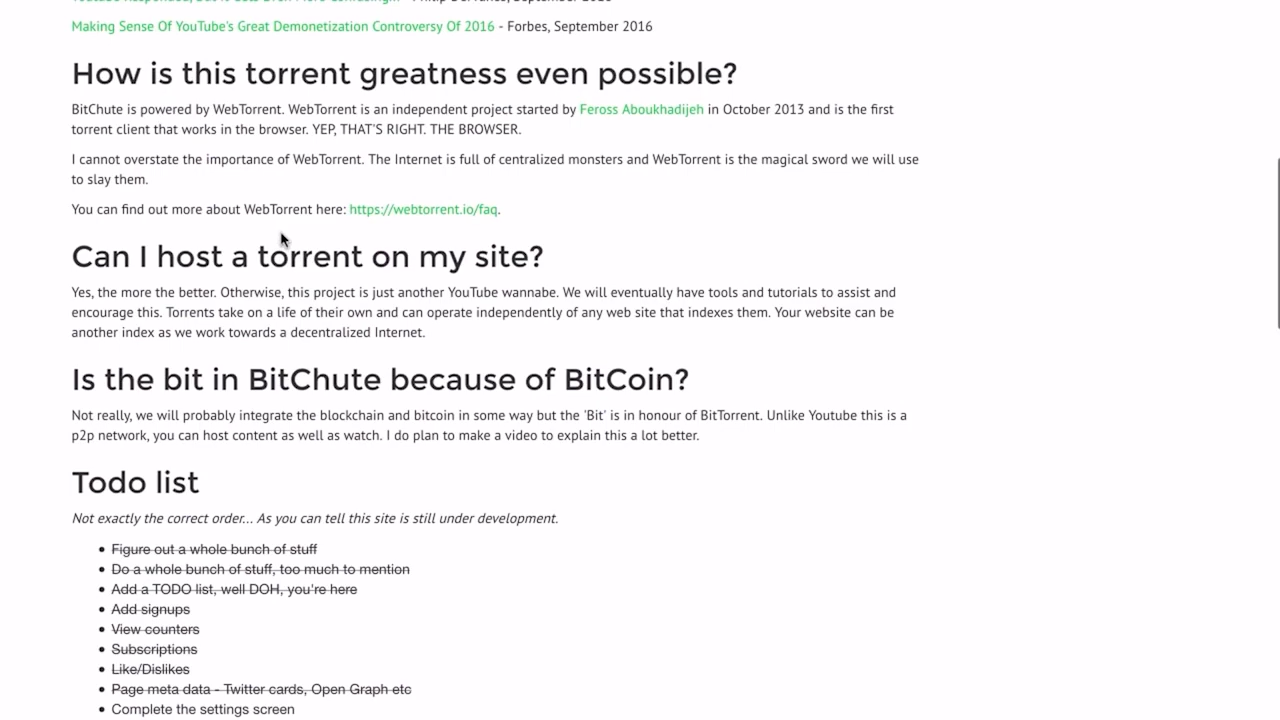 Making Sense Of YouTube's Great Demonetization Controversy Of 2016 - Forbes, September 2016
How is this torrent greatness even possible?
BitChute is powered by WebTorrent. WebTorrent is an independent project started by Feross Aboukhadijeh in October 2013 and is the first
torrent client that works in the browser. YEP, THAT'S RIGHT. THE BROWSER.
I cannot overstate the importance of WebTorrent. The Internet is full of centralized monsters and WebTorrent is the magical sword we will use
to slay them.
You can find out more about WebTorrent here: https://webtorrent.io/faq.
Can I host a torrent on my site?
Yes, the more the better. Otherwise, this project is just another YouTube wannabe. We will eventually have tools and tutorials to assist and
encourage this. Torrents take on a life of their own and can operate independently of any web site that indexes them. Your website can be
another index as we work towards a decentralized Internet.
Is the bit in BitChute because of BitCoin?
Not really, we will probably integrate the blockchain and bitcoin in some way but the 'Bit' is in honour of BitTorrent. Unlike Youtube this is a
p2p network, you can host content as well as watch. I do plan to make a video to explain this a lot better.
Todo list
Not exactly the correct order... As you can tell this site is still under development.
Figure out a whole bunch of stuff
Do a whole bunch of stuff, too much to mention
Add a TODO list, well DOH, you're here
Add signups
View counters
Subscriptions
Like/Dislikes
Page meta data - Twitter cards, Open Graph etc
Complete the settings screen